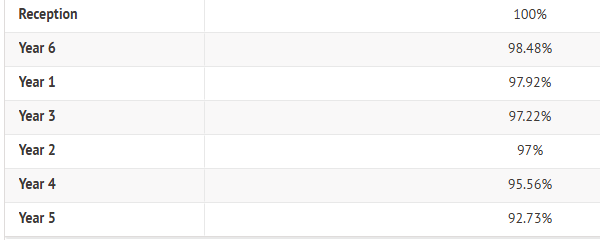 Reception 100%
Year 6 98.48%
Year 1 97.92%
Year 3 97.22%
Year 2 97%
Year 4 95.56%
Year 5 92.73%